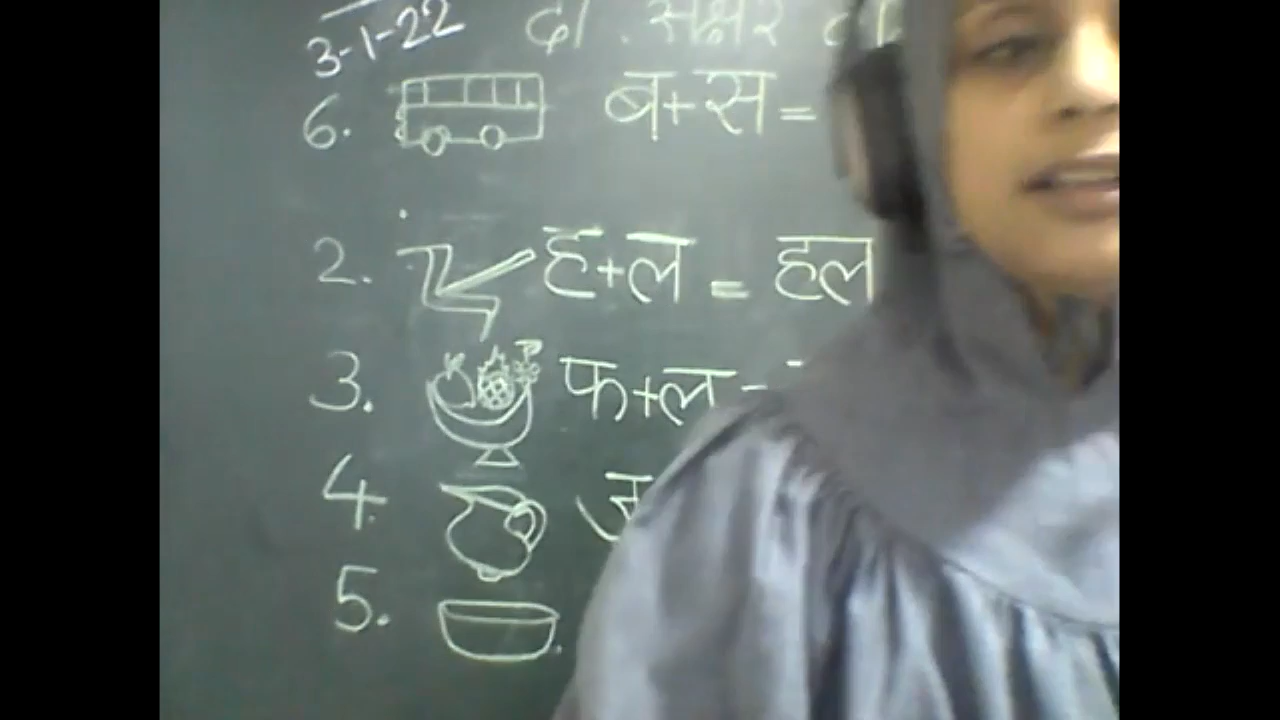 3-1-22 दो अक्षर
6. ब+स =
2. ह+ल = हल
3. फ+ल =
4. ज
5.